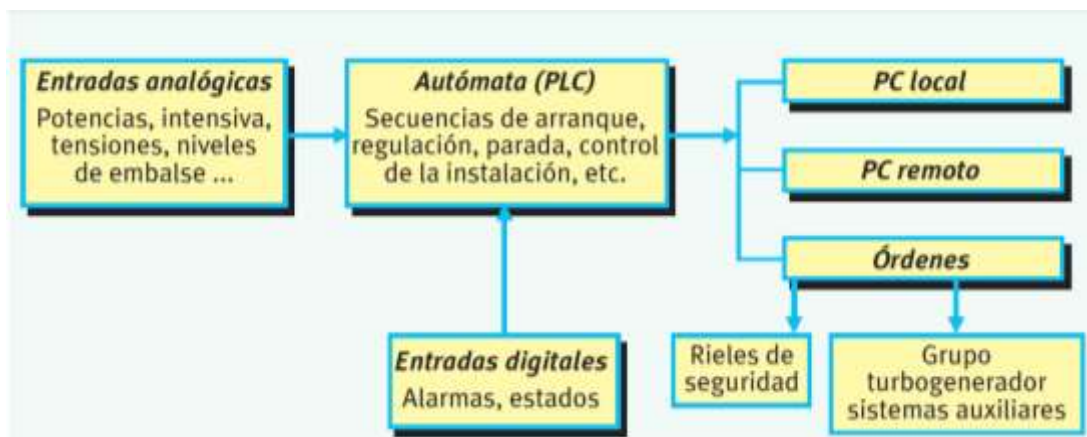 Entradas analógicas
Potencias, intensiva,
tensiones, niveles
de embalse ...
Autómata (PLC)
Secuencias de arranque,
regulación, parada, control
de la instalación, etc.
PC local
PC remoto
Órdenes
Entradas digitales
Alarmas, estados
Rieles de
seguridad
Grupo
turbogenerador
sistemas auxiliares